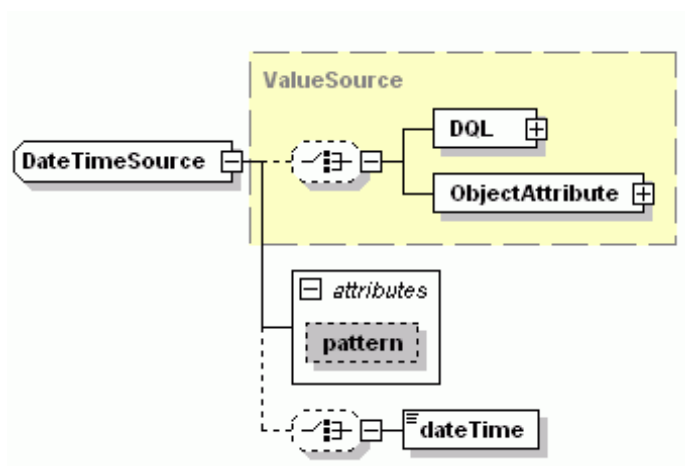 ValueSource
DQL
DateTimeSource
ObjectAttribute
attributes
pattern
dateTime